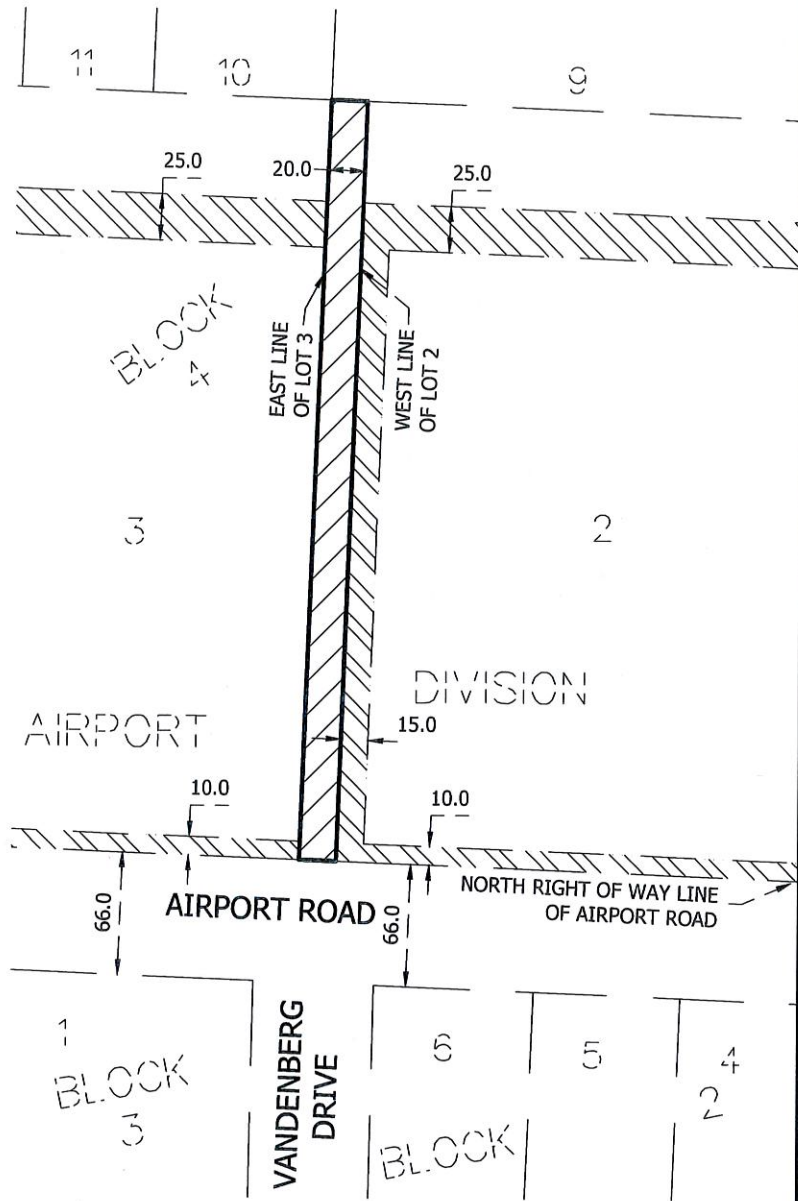 11
10
9
25.0
20.0
25.0
BLOCK
4
EAST LINE
OF LOT 3
WEST LINE
OF LOT 2
3
2
DIVISION
AIRPORT
15.0
10.0
10.0
NORTH RIGHT OF WAY LINE
OF AIRPORT ROAD
AIRPORT ROAD
66.0
66.0
1
BLOCK
3
VANDENBERG
DRIVE
6
5
4
2
BLOCK